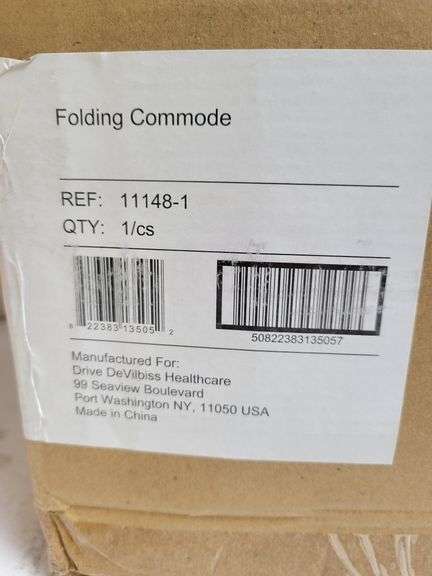 Folding Commode
REF: 11148-1
QTY: 1/cs
8 22383 13505 2
50822383135057
Manufactured For:
Drive DeVilbiss Healthcare
99 Seaview Boulevard
Port Washington NY, 11050 USA
Made in China